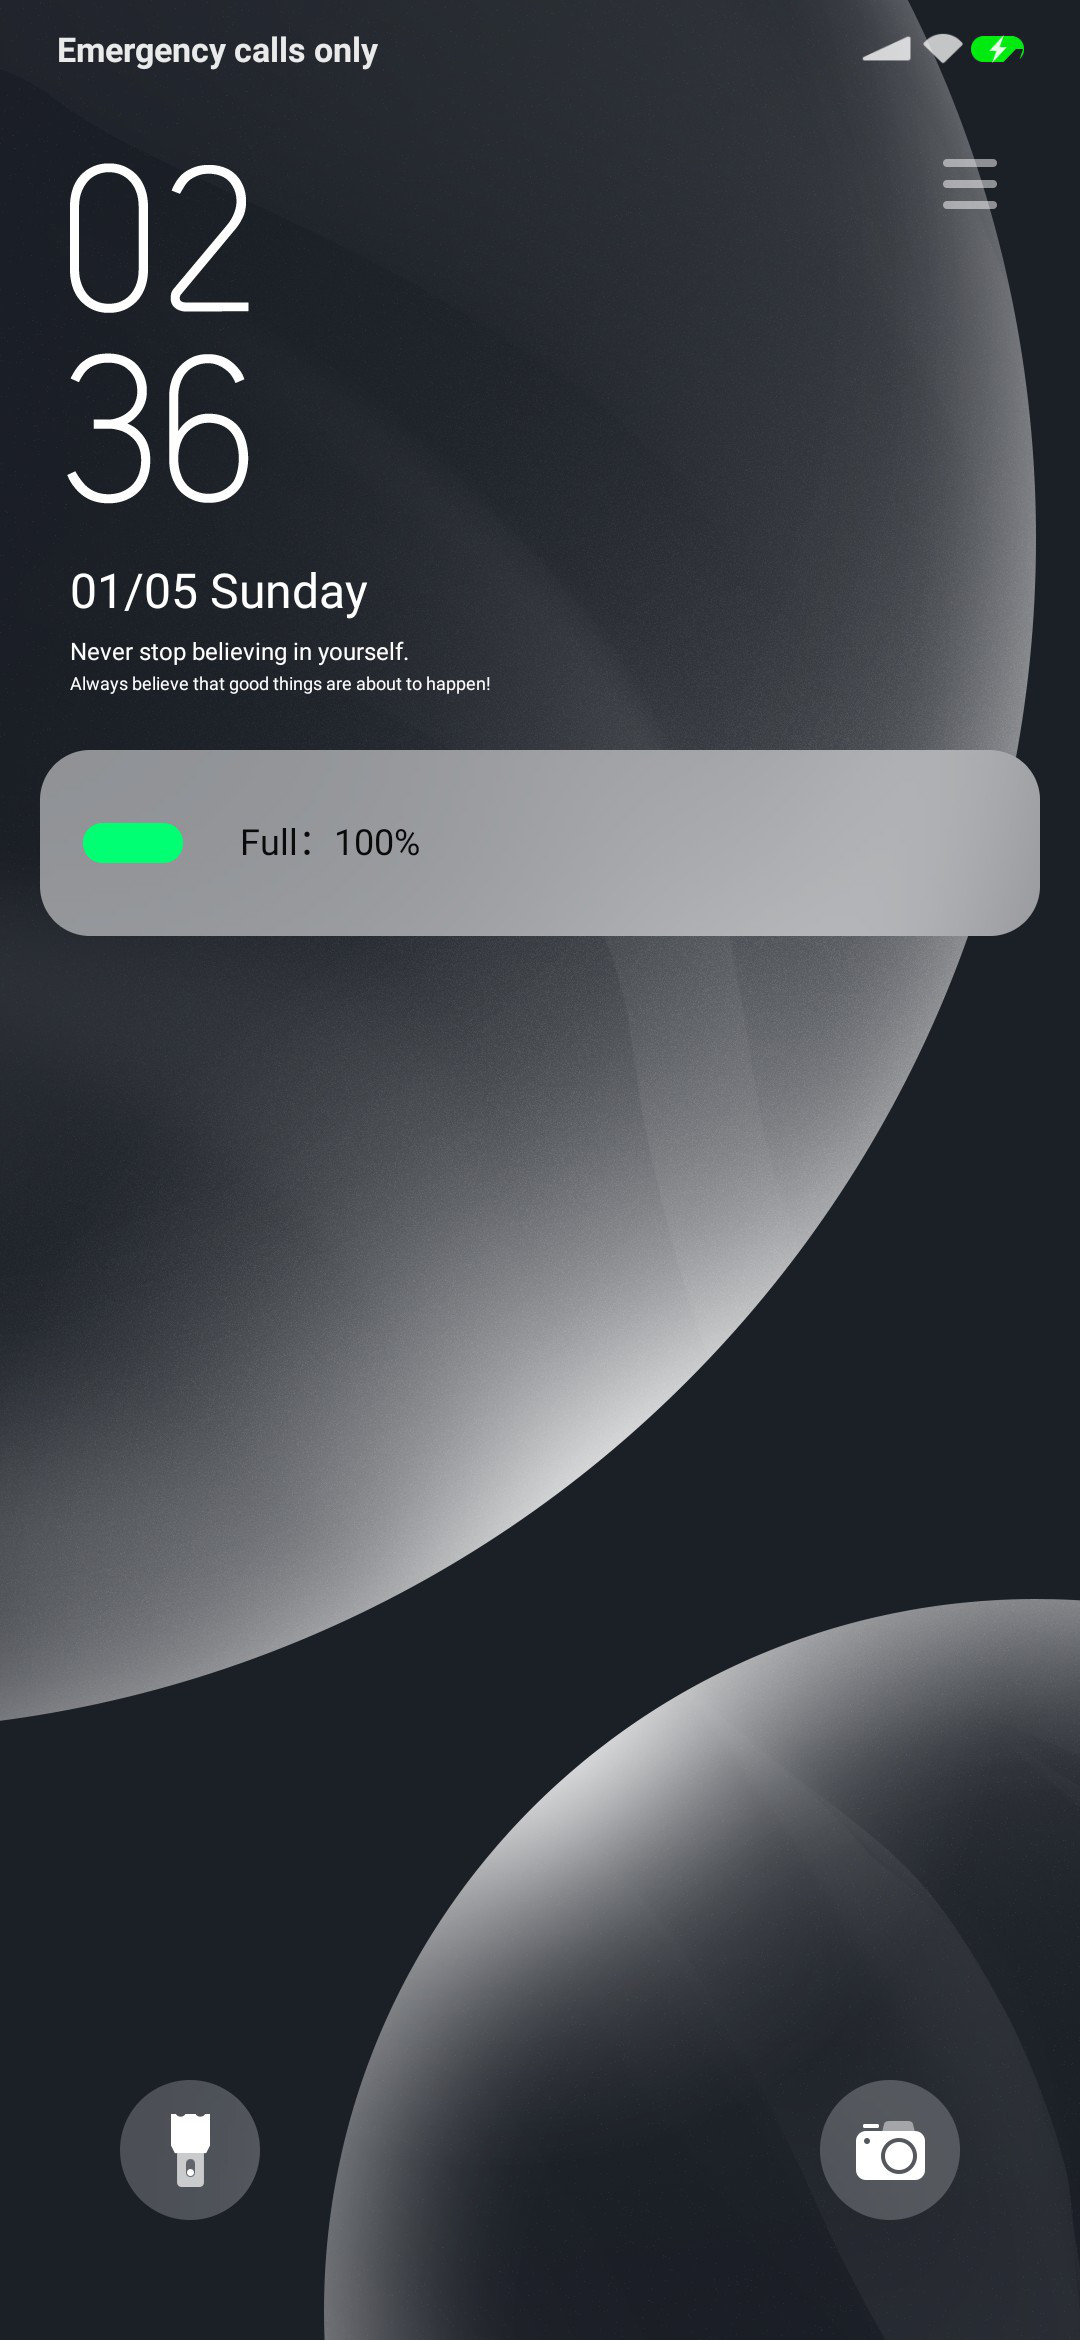 Emergency calls only
02
36
01/05 Sunday
Never stop believing in yourself.
Always believe that good things are about to happen!
Full：100%